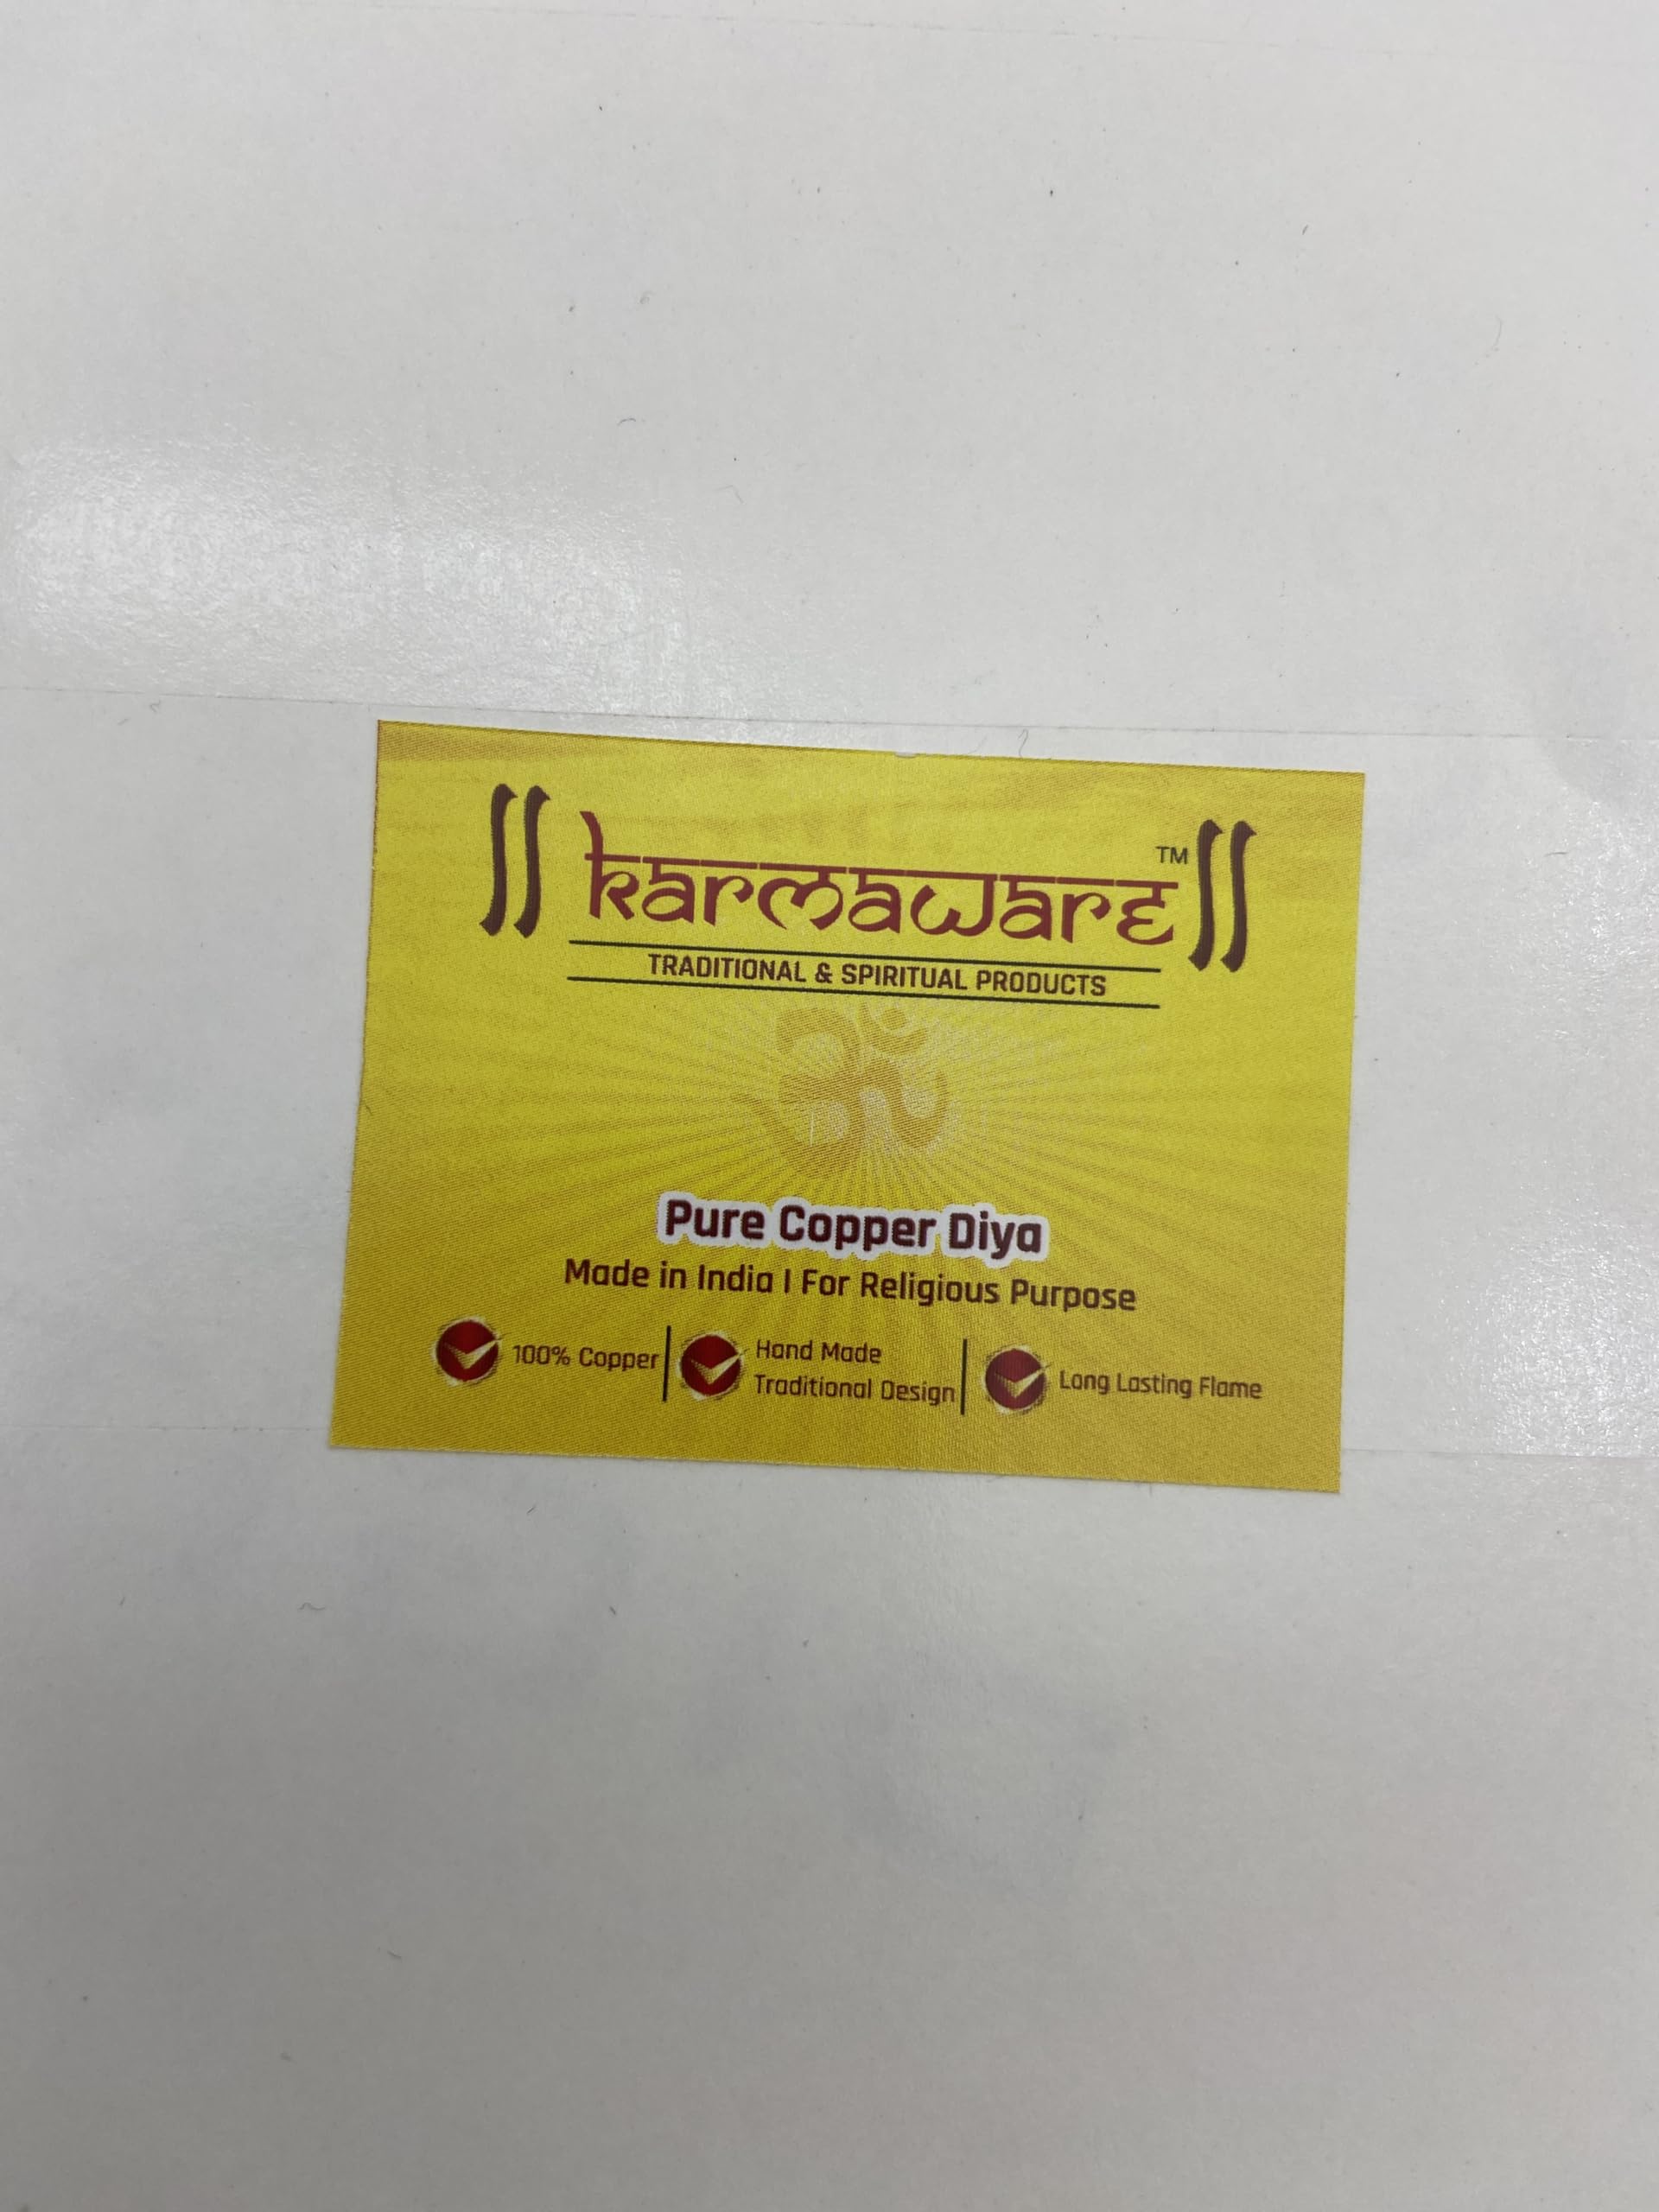 || karmaware ™ ||
TRADITIONAL & SPIRITUAL PRODUCTS
ॐ
Pure Copper Diya
Made in India | For Religious Purpose
100% Copper | Hand Made Traditional Design | Long Lasting Flame